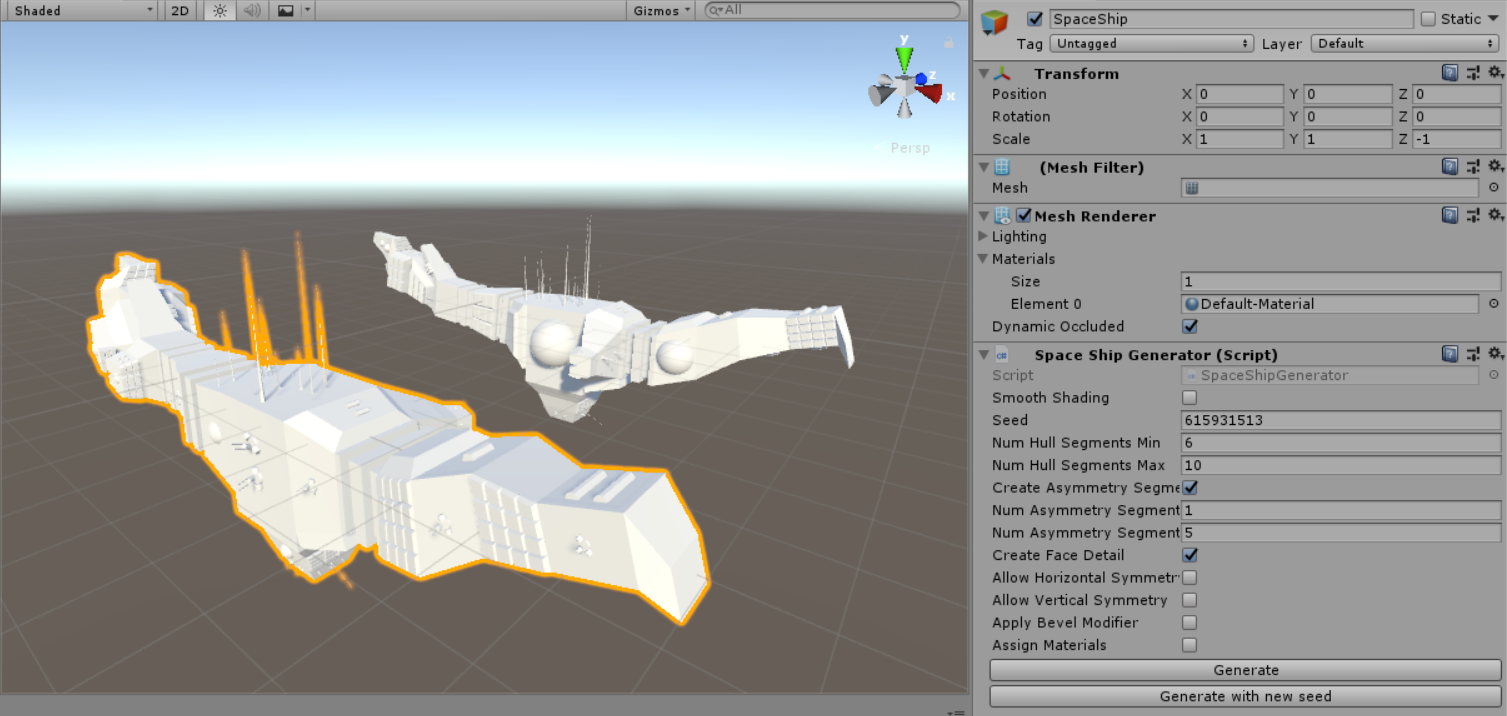 Shaded 2D Gizmos All
y
z
x
Persp
SpaceShip Static
Tag Untagged Layer Default
Transform
Position X 0 Y 0 Z 0
Rotation X 0 Y 0 Z 0
Scale X 1 Y 1 Z -1
(Mesh Filter)
Mesh
Mesh Renderer
Lighting
Materials
Size 1
Element 0 Default-Material
Dynamic Occluded
C# Space Ship Generator (Script)
Script SpaceShipGenerator
Smooth Shading
Seed 615931513
Num Hull Segments Min 6
Num Hull Segments Max 10
Create Asymmetry Segme
Num Asymmetry Segment 1
Num Asymmetry Segment 5
Create Face Detail
Allow Horizontal Symmetr
Allow Vertical Symmetry
Apply Bevel Modifier
Assign Materials
Generate
Generate with new seed